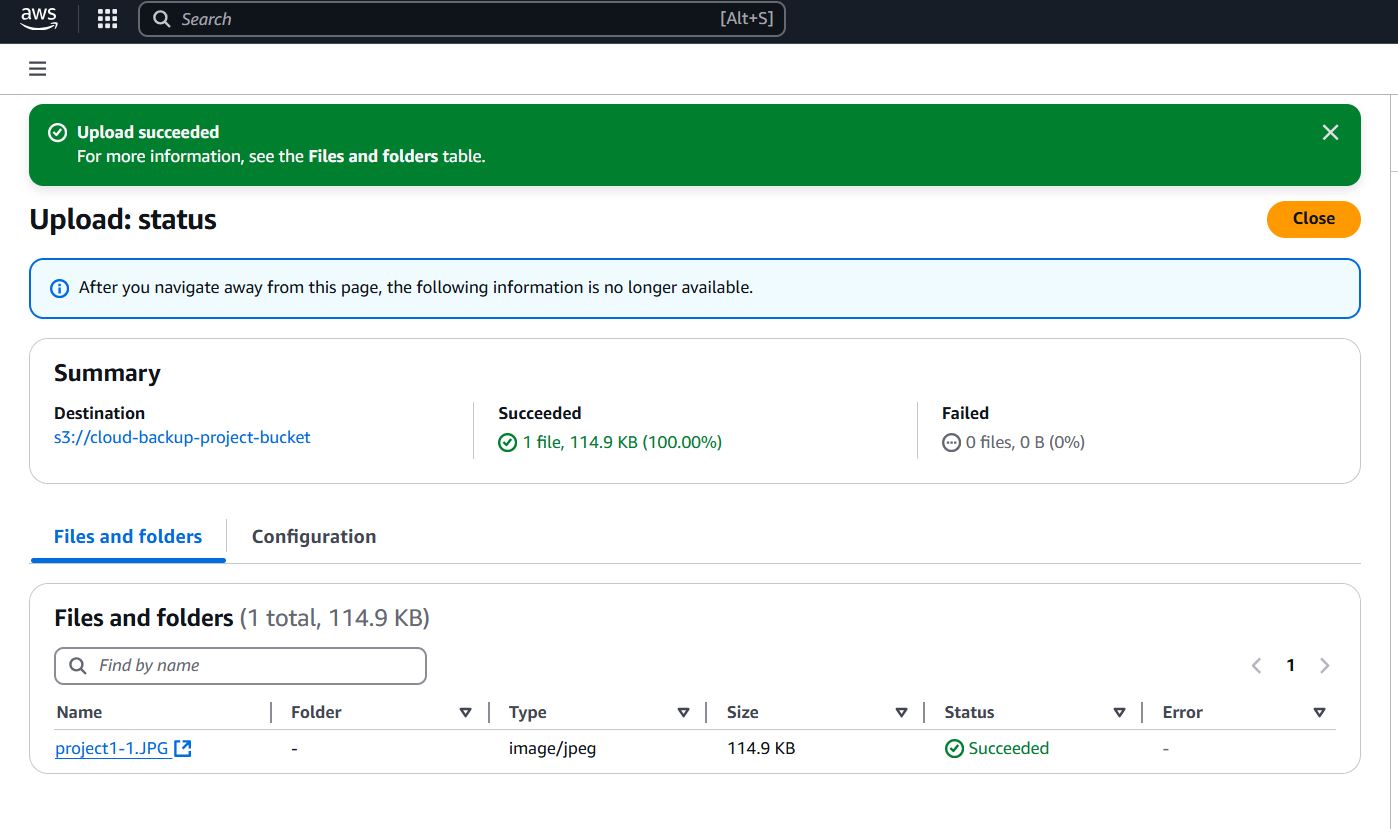 aws
Search [Alt+S]
Upload succeeded
For more information, see the Files and folders table.
Upload: status
Close
After you navigate away from this page, the following information is no longer available.
Summary
Destination
s3://cloud-backup-project-bucket
Succeeded
1 file, 114.9 KB (100.00%)
Failed
0 files, 0 B (0%)
Files and folders
Configuration
Files and folders (1 total, 114.9 KB)
Find by name
1
Name Folder Type Size Status Error
project1-1.JPG - image/jpeg 114.9 KB Succeeded -